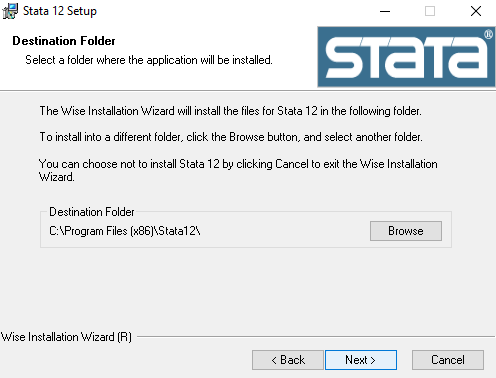 Stata 12 Setup
Destination Folder
Select a folder where the application will be installed.
STATA®
The Wise Installation Wizard will install the files for Stata 12 in the following folder.
To install into a different folder, click the Browse button, and select another folder.
You can choose not to install Stata 12 by clicking Cancel to exit the Wise Installation
Wizard.
Destination Folder
C:\Program Files (x86)\Stata12\
Browse
Wise Installation Wizard (R)
< Back
Next >
Cancel